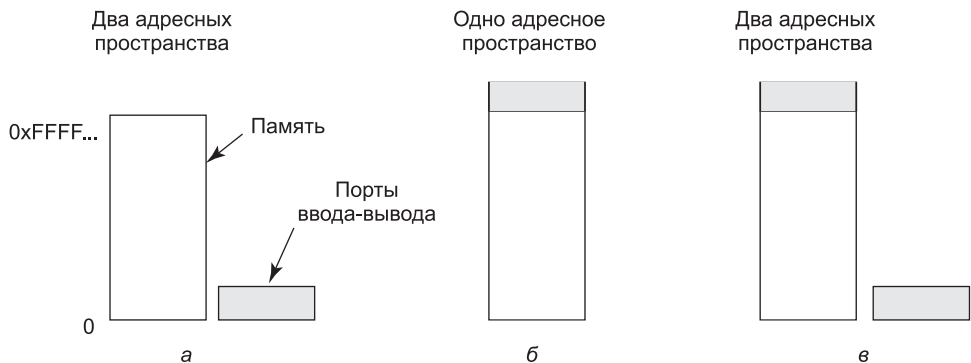 Два адресных
пространства
Одно адресное
пространство
Два адресных
пространства
0xFFFF...
Память
Порты
ввода-вывода
0
а
б
в